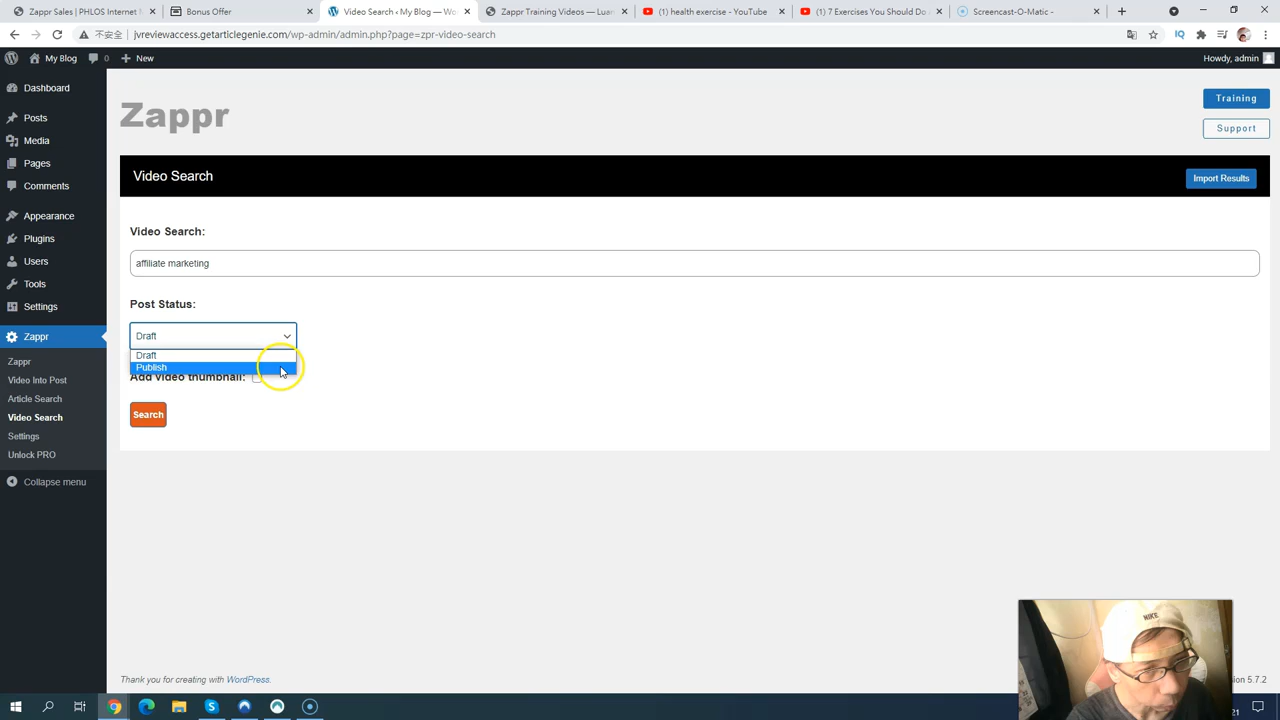 Zappr Sales | PHLOS Internet
Bonus Offer
Video Search ‹ My Blog — Wo
Zappr Training Videos — Luan
(1) health exercise - YouTube
(1) 7 Exercises You Should Do
Screencast-O-Matic -
不安全
jvreviewaccess.getarticlegenie.com/wp-admin/admin.php?page=zpr-video-search
My Blog
0
New
Howdy, admin
Dashboard
Posts
Media
Pages
Comments
Appearance
Plugins
Users
Tools
Settings
Zappr
Zappr
Video Into Post
Article Search
Video Search
Settings
Unlock PRO
Collapse menu
Zappr
Training
Support
Video Search
Import Results
Video Search:
affiliate marketing
Post Status:
Draft
Draft
Publish
Add video thumbnail:
Search
Thank you for creating with WordPress.
NIKE
5.7.2